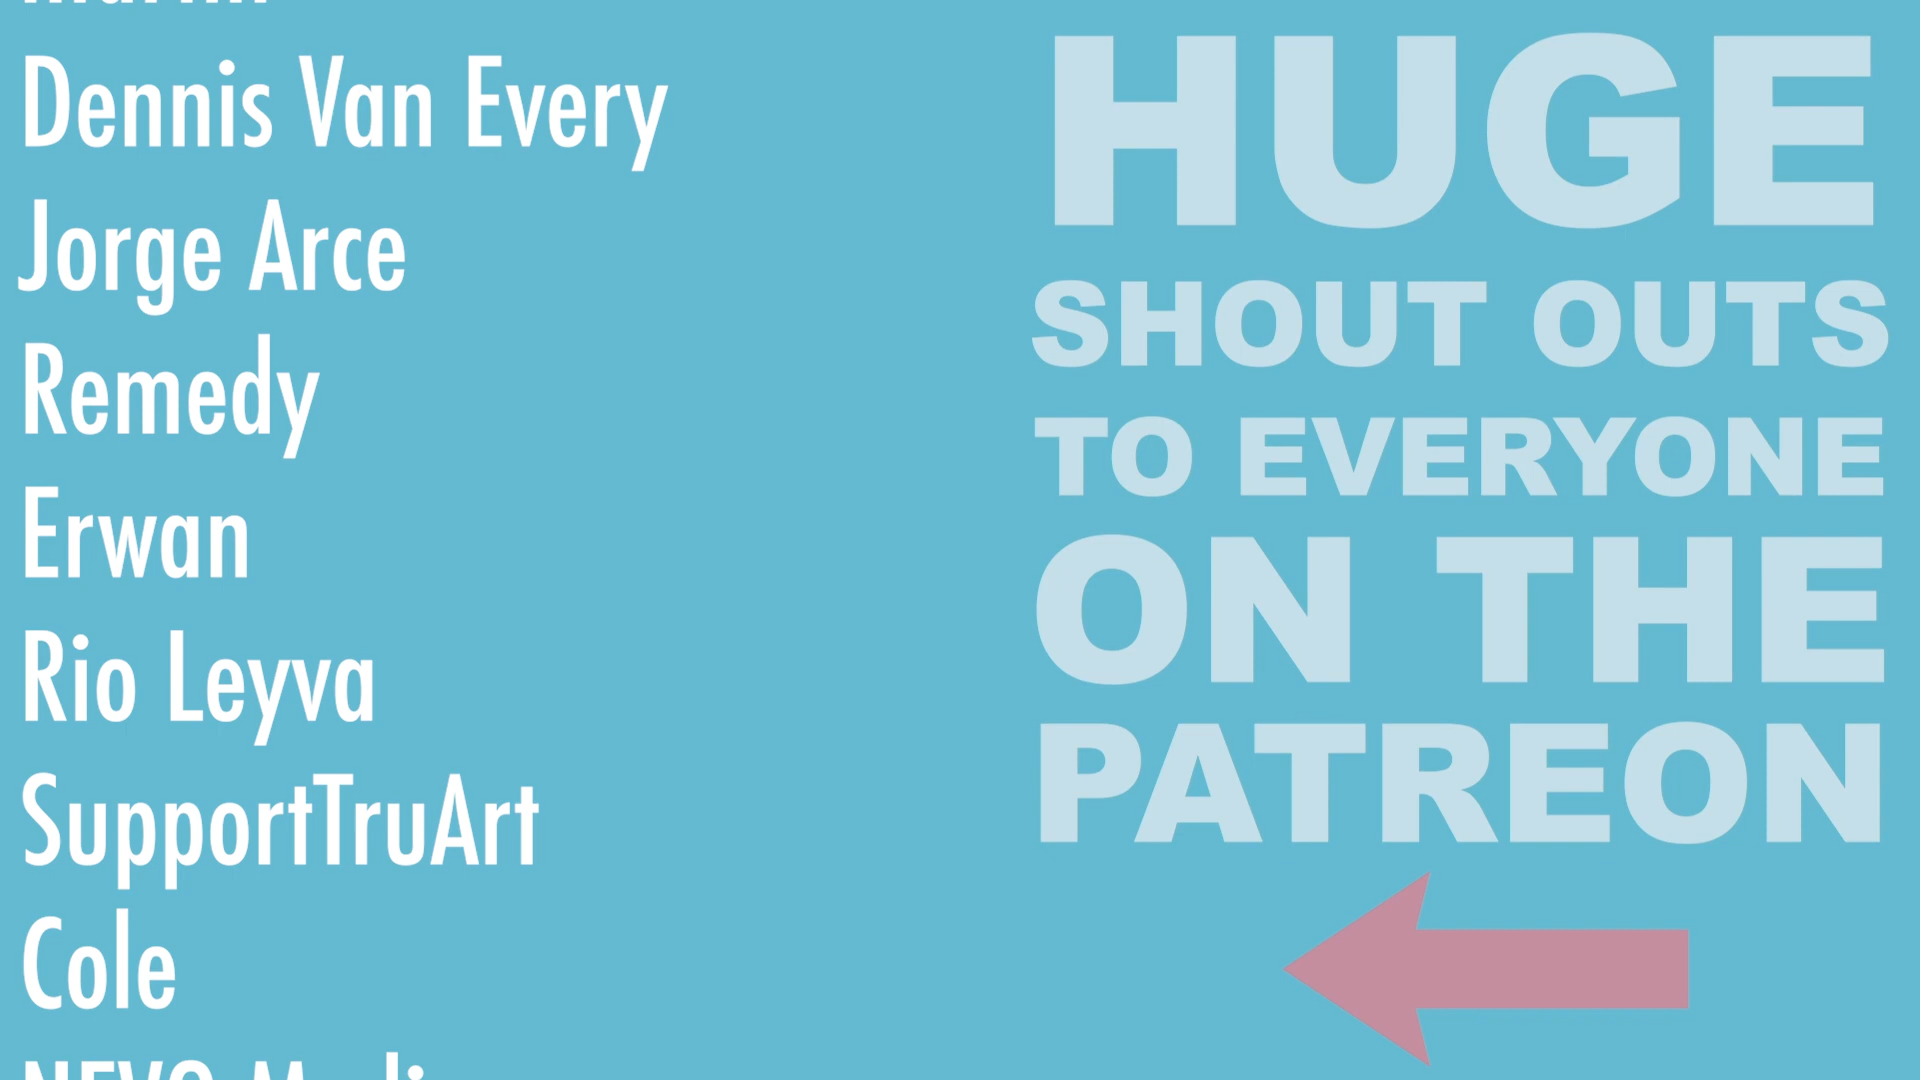 Dennis Van Every
Jorge Arce
Remedy
Erwan
Rio Leyva
SupportTruArt
Cole
HUGE
SHOUT OUTS
TO EVERYONE
ON THE
PATREON